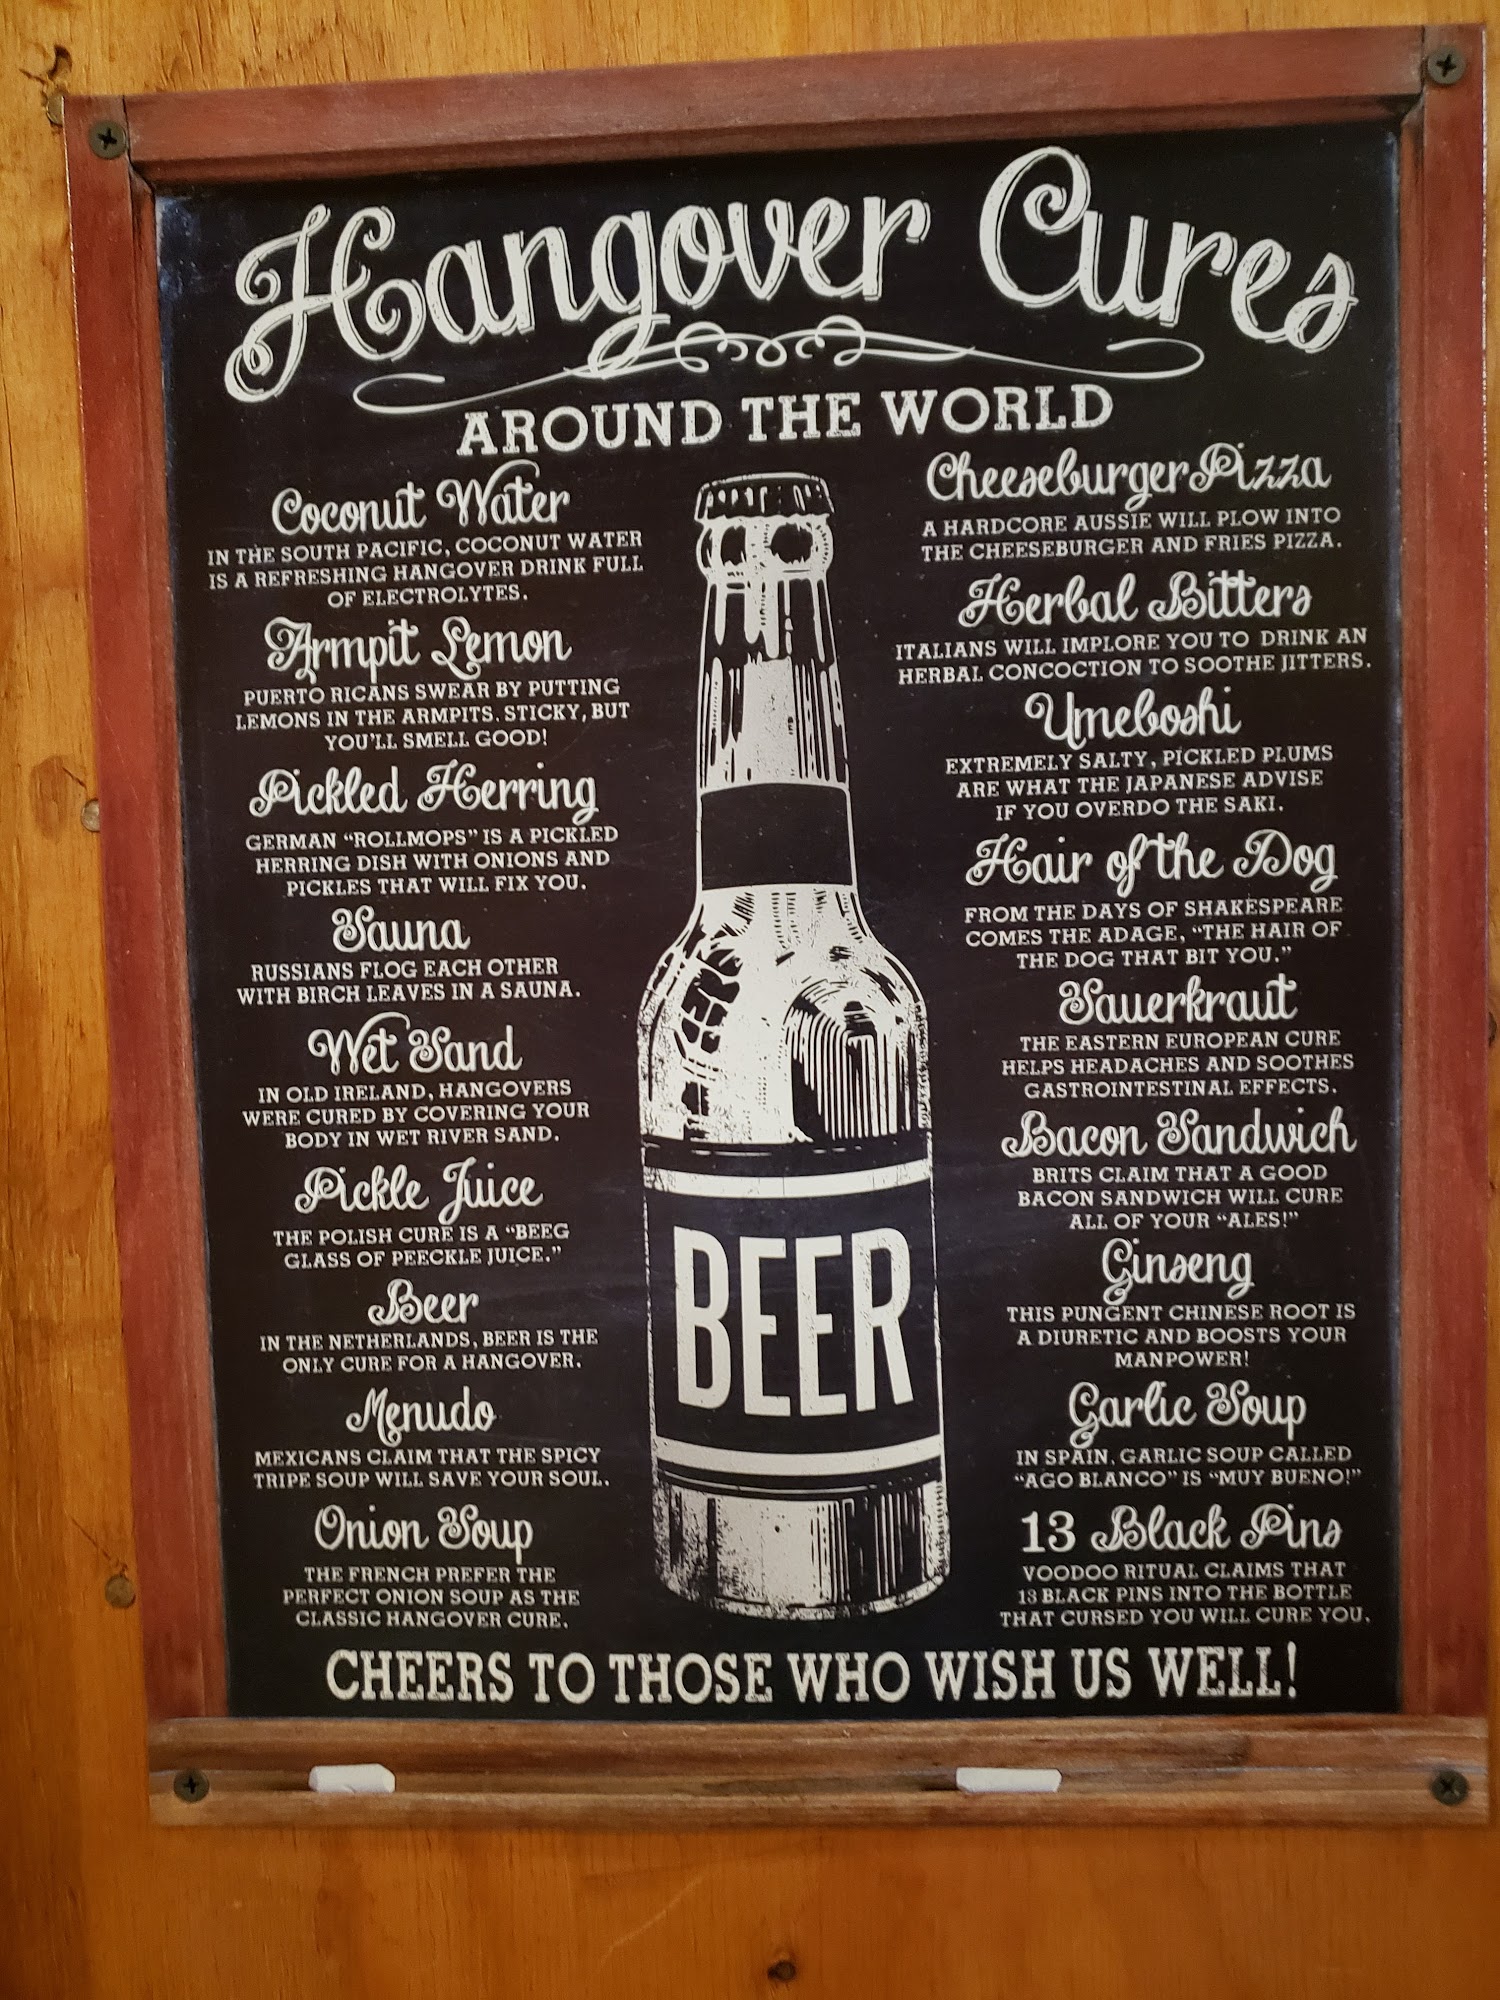 Hangover Cures
AROUND THE WORLD
Coconut Water
IN THE SOUTH PACIFIC, COCONUT WATER
IS A REFRESHING HANGOVER DRINK FULL
OF ELECTROLYTES.
Armpit Lemon
PUERTO RICANS SWEAR BY PUTTING
LEMONS IN THE ARMPITS. STICKY, BUT
YOU'LL SMELL GOOD!
Pickled Herring
GERMAN “ROLLMOPS” IS A PICKLED
HERRING DISH WITH ONIONS AND
PICKLES THAT WILL FIX YOU.
Sauna
RUSSIANS FLOG EACH OTHER
WITH BIRCH LEAVES IN A SAUNA.
Wet Sand
IN OLD IRELAND, HANGOVERS
WERE CURED BY COVERING YOUR
BODY IN WET RIVER SAND.
Pickle Juice
THE POLISH CURE IS A “BEEG
GLASS OF PEECKLE JUICE.”
Beer
IN THE NETHERLANDS, BEER IS THE
ONLY CURE FOR A HANGOVER.
Menudo
MEXICANS CLAIM THAT THE SPICY
TRIPE SOUP WILL SAVE YOUR SOUL.
Onion Soup
THE FRENCH PREFER THE
PERFECT ONION SOUP AS THE
CLASSIC HANGOVER CURE.
BEER
Cheeseburger Pizza
A HARDCORE AUSSIE WILL PLOW INTO
THE CHEESEBURGER AND FRIES PIZZA.
Herbal Bitters
ITALIANS WILL IMPLORE YOU TO DRINK AN
HERBAL CONCOCTION TO SOOTHE JITTERS.
Umeboshi
EXTREMELY SALTY, PICKLED PLUMS
ARE WHAT THE JAPANESE ADVISE
IF YOU OVERDO THE SAKI.
Hair of the Dog
FROM THE DAYS OF SHAKESPEARE
COMES THE ADAGE, “THE HAIR OF
THE DOG THAT BIT YOU.”
Sauerkraut
THE EASTERN EUROPEAN CURE
HELPS HEADACHES AND SOOTHES
GASTROINTESTINAL EFFECTS.
Bacon Sandwich
BRITS CLAIM THAT A GOOD
BACON SANDWICH WILL CURE
ALL OF YOUR “ALES!”
Ginseng
THIS PUNGENT CHINESE ROOT IS
A DIURETIC AND BOOSTS YOUR
MANPOWER!
Garlic Soup
IN SPAIN, GARLIC SOUP CALLED
“AGO BLANCO” IS “MUY BUENO!”
13 Black Pins
VOODOO RITUAL CLAIMS THAT
13 BLACK PINS INTO THE BOTTLE
THAT CURSED YOU WILL CURE YOU.
CHEERS TO THOSE WHO WISH US WELL!